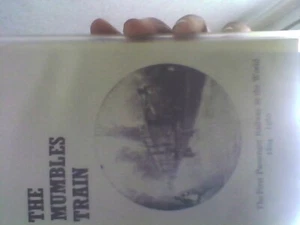 THE
MUMBLES
TRAIN
The First Passenger Railway in the World